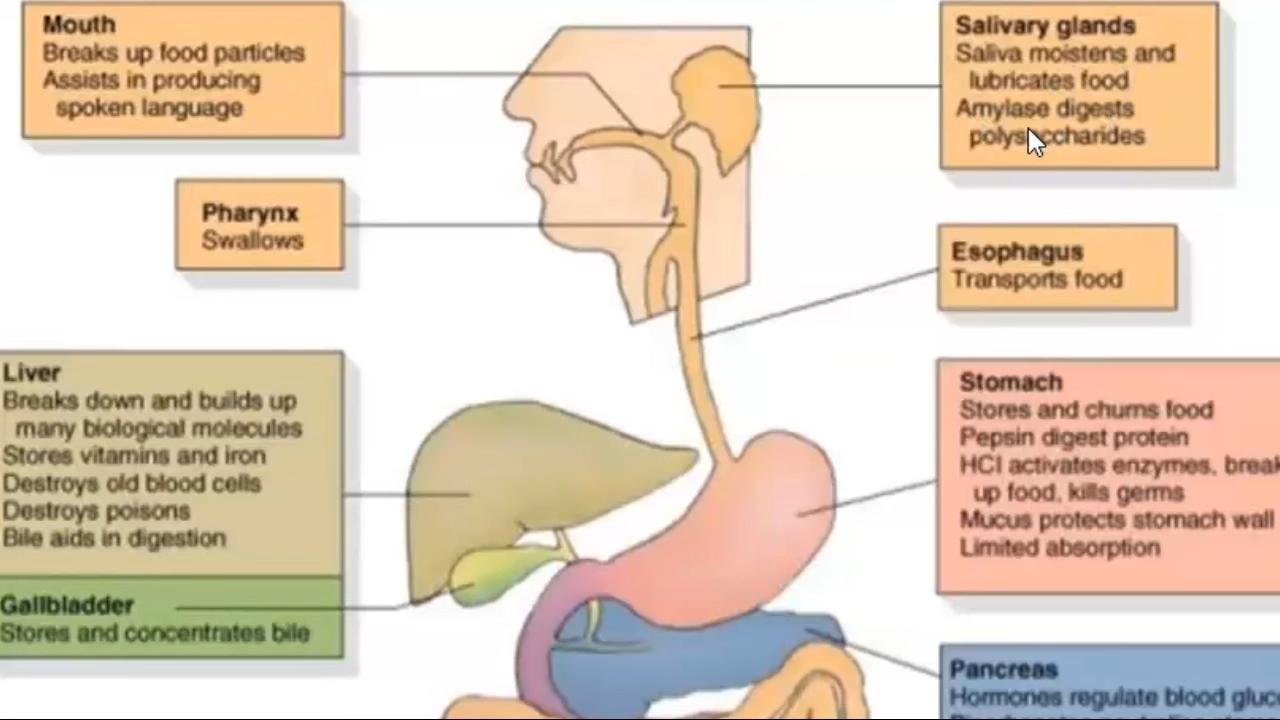 Mouth
Breaks up food particles
Assists in producing
spoken language
Salivary glands
Saliva moistens and
lubricates food
Amylase digests
polysaccharides
Pharynx
Swallows
Esophagus
Transports food
Liver
Breaks down and builds up
many biological molecules
Stores vitamins and iron
Destroys old blood cells
Destroys poisons
Bile aids in digestion
Stomach
Stores and churns food
Pepsin digest protein
HCl activates enzymes, break
up food, kills germs
Mucus protects stomach wall
Limited absorption
Gallbladder
Stores and concentrates bile
Pancreas
Hormones regulate blood gluc